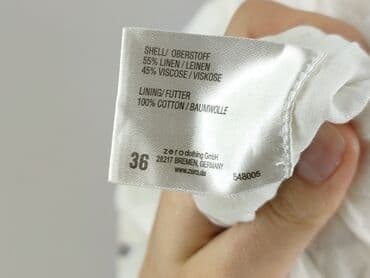 SHELL/ OBERSTOFF
55% LINEN / LEINEN
45% VISCOSE / VISKOSE
LINING/ FUTTER
100% COTTON / BAUMWOLLE
36
zero clothing GmbH
28217 BREMEN, GERMANY
www.zero.de
548005